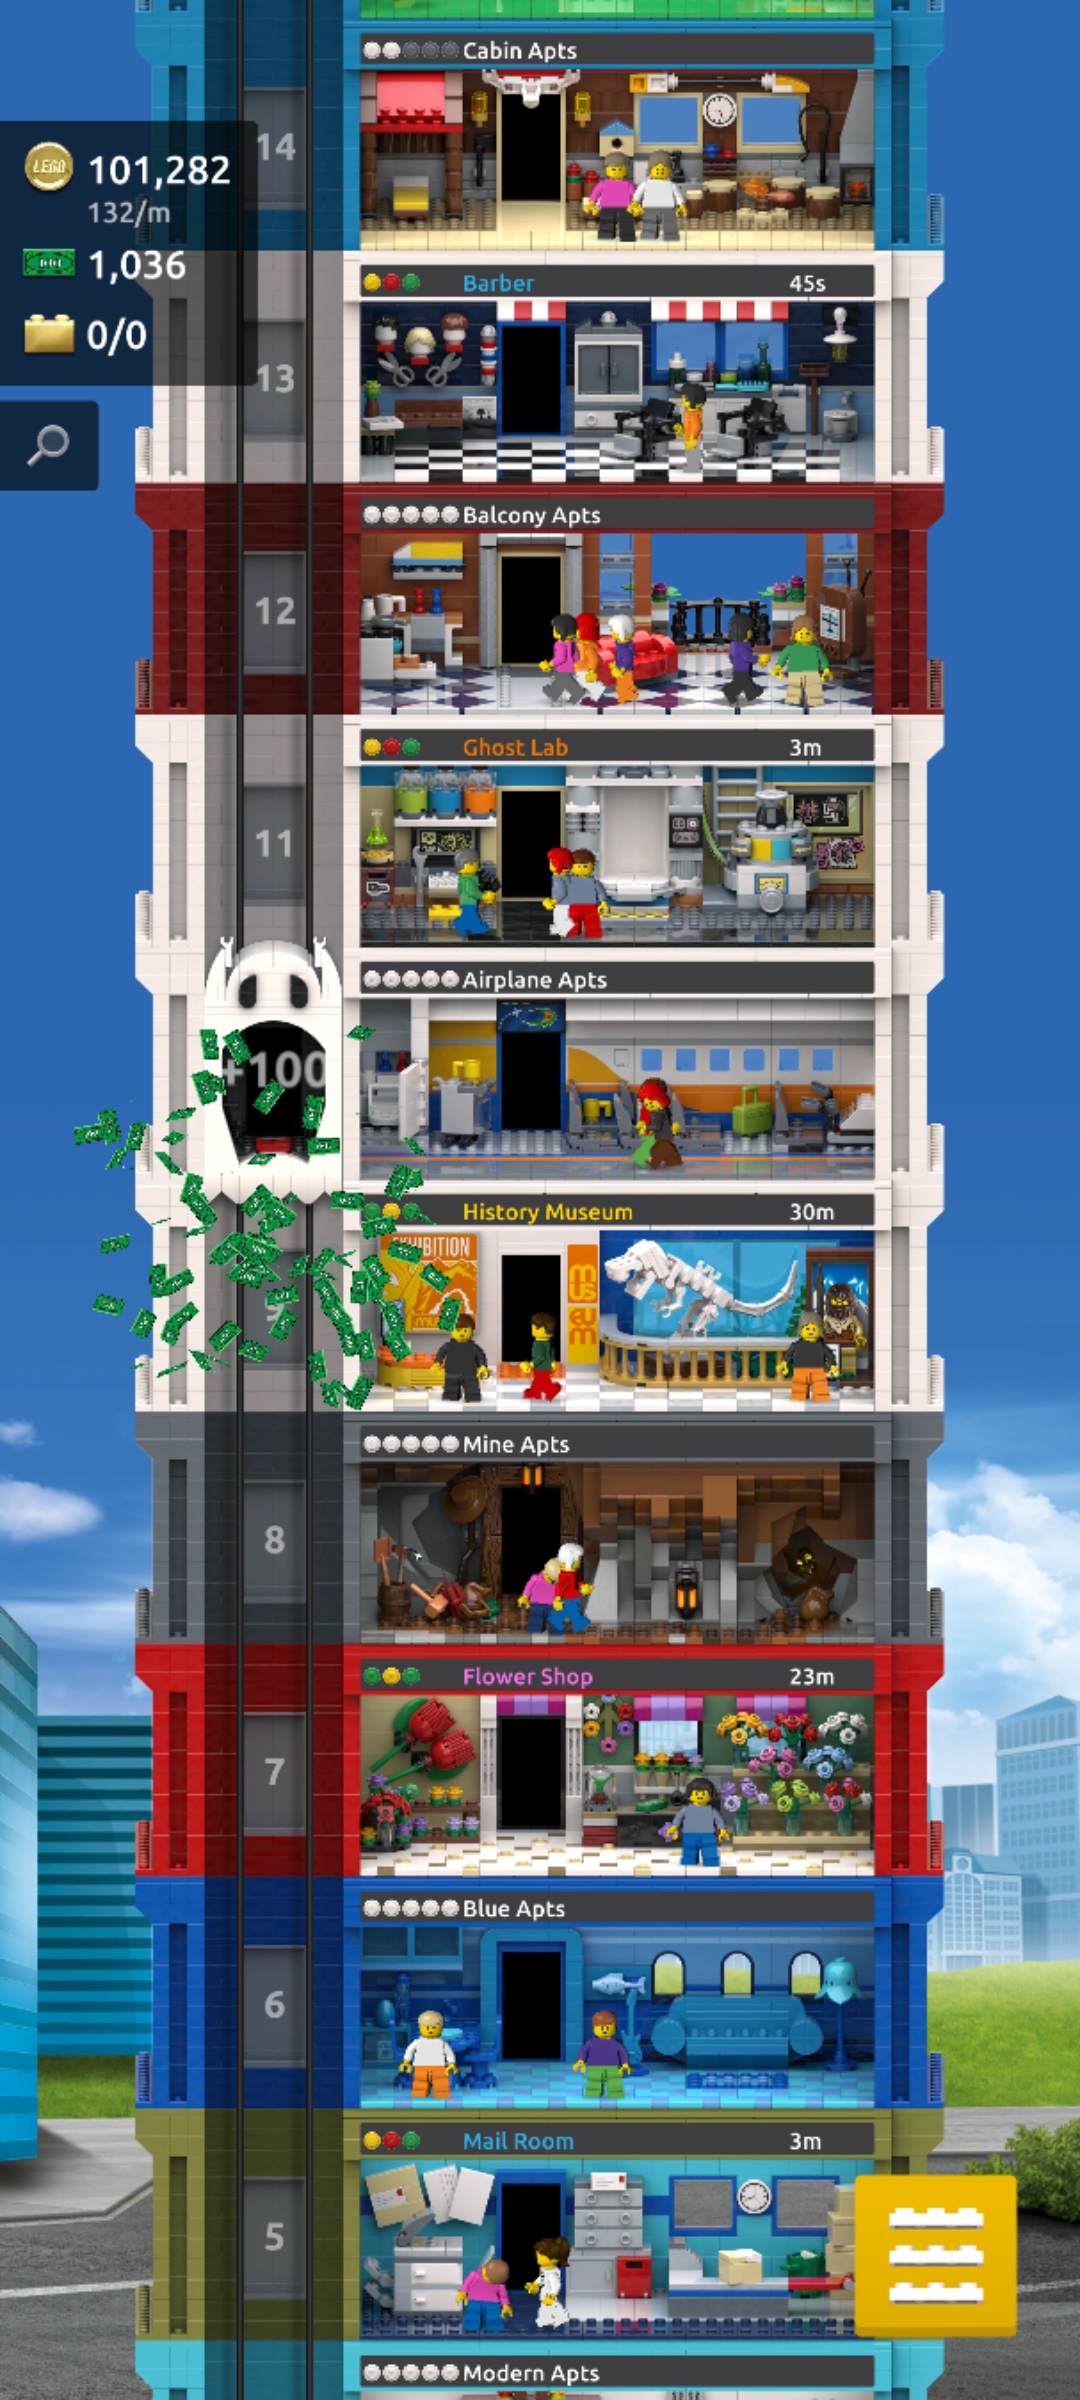 Cabin Apts
14
LEGO
101,282
132/m
1,036
0/0
Barber 45s
13
Balcony Apts
12
Ghost Lab 3m
11
Airplane Apts
+100
History Museum 30m
EXHIBITION
MUSEUM
9
Mine Apts
8
Flower Shop 23m
7
Blue Apts
6
Mail Room 3m
5
Modern Apts